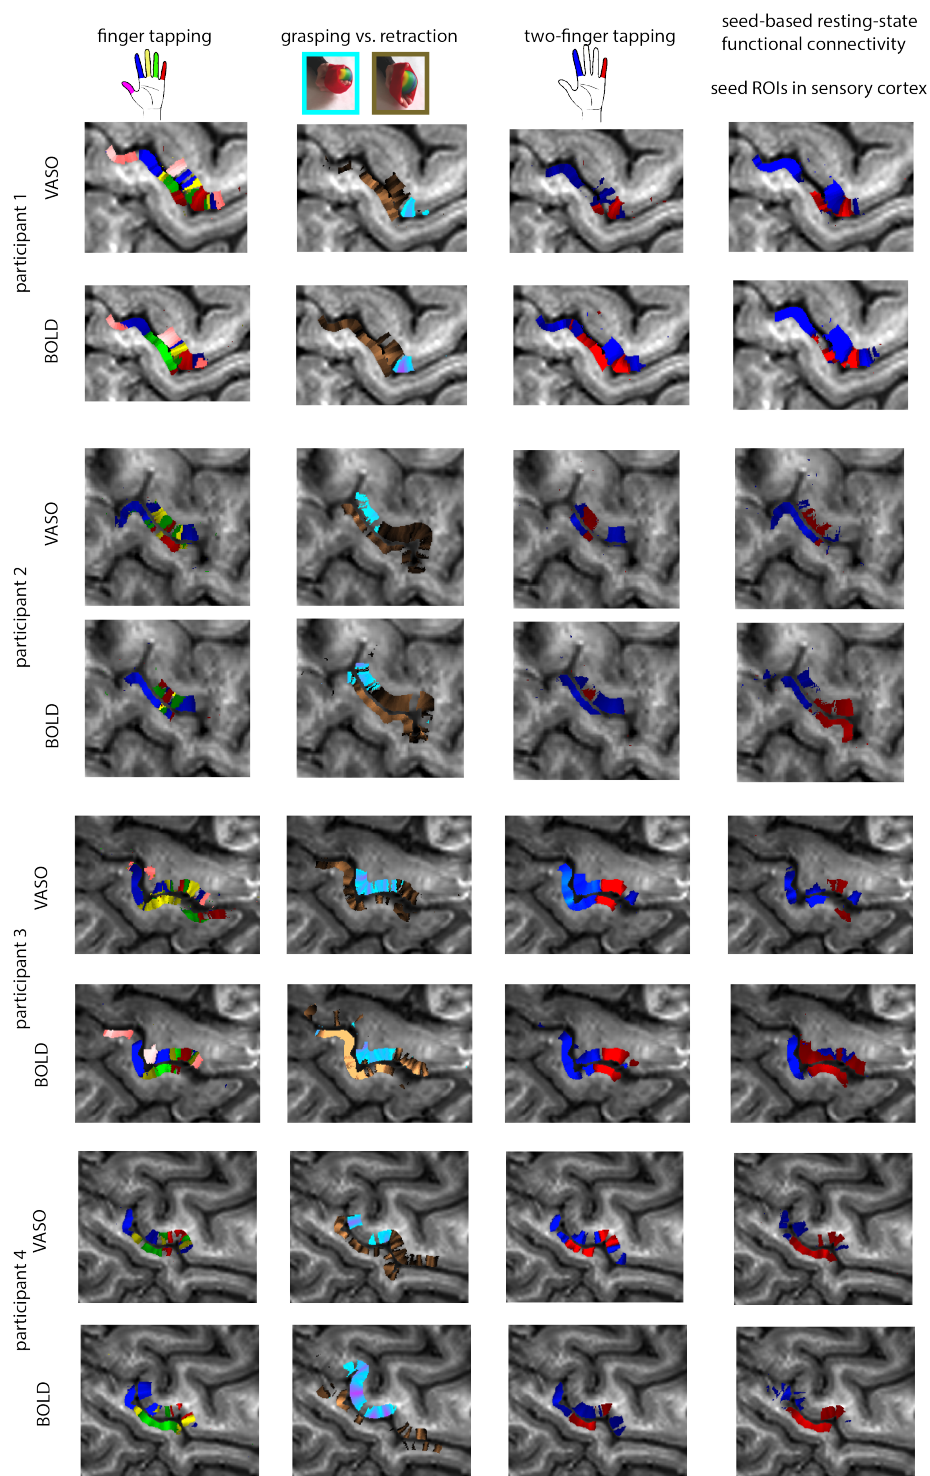 finger tapping
grasping vs. retraction
two-finger tapping
seed-based resting-state
functional connectivity
seed ROIs in sensory cortex
participant 1
VASO
BOLD
participant 2
VASO
BOLD
participant 3
VASO
BOLD
participant 4
VASO
BOLD